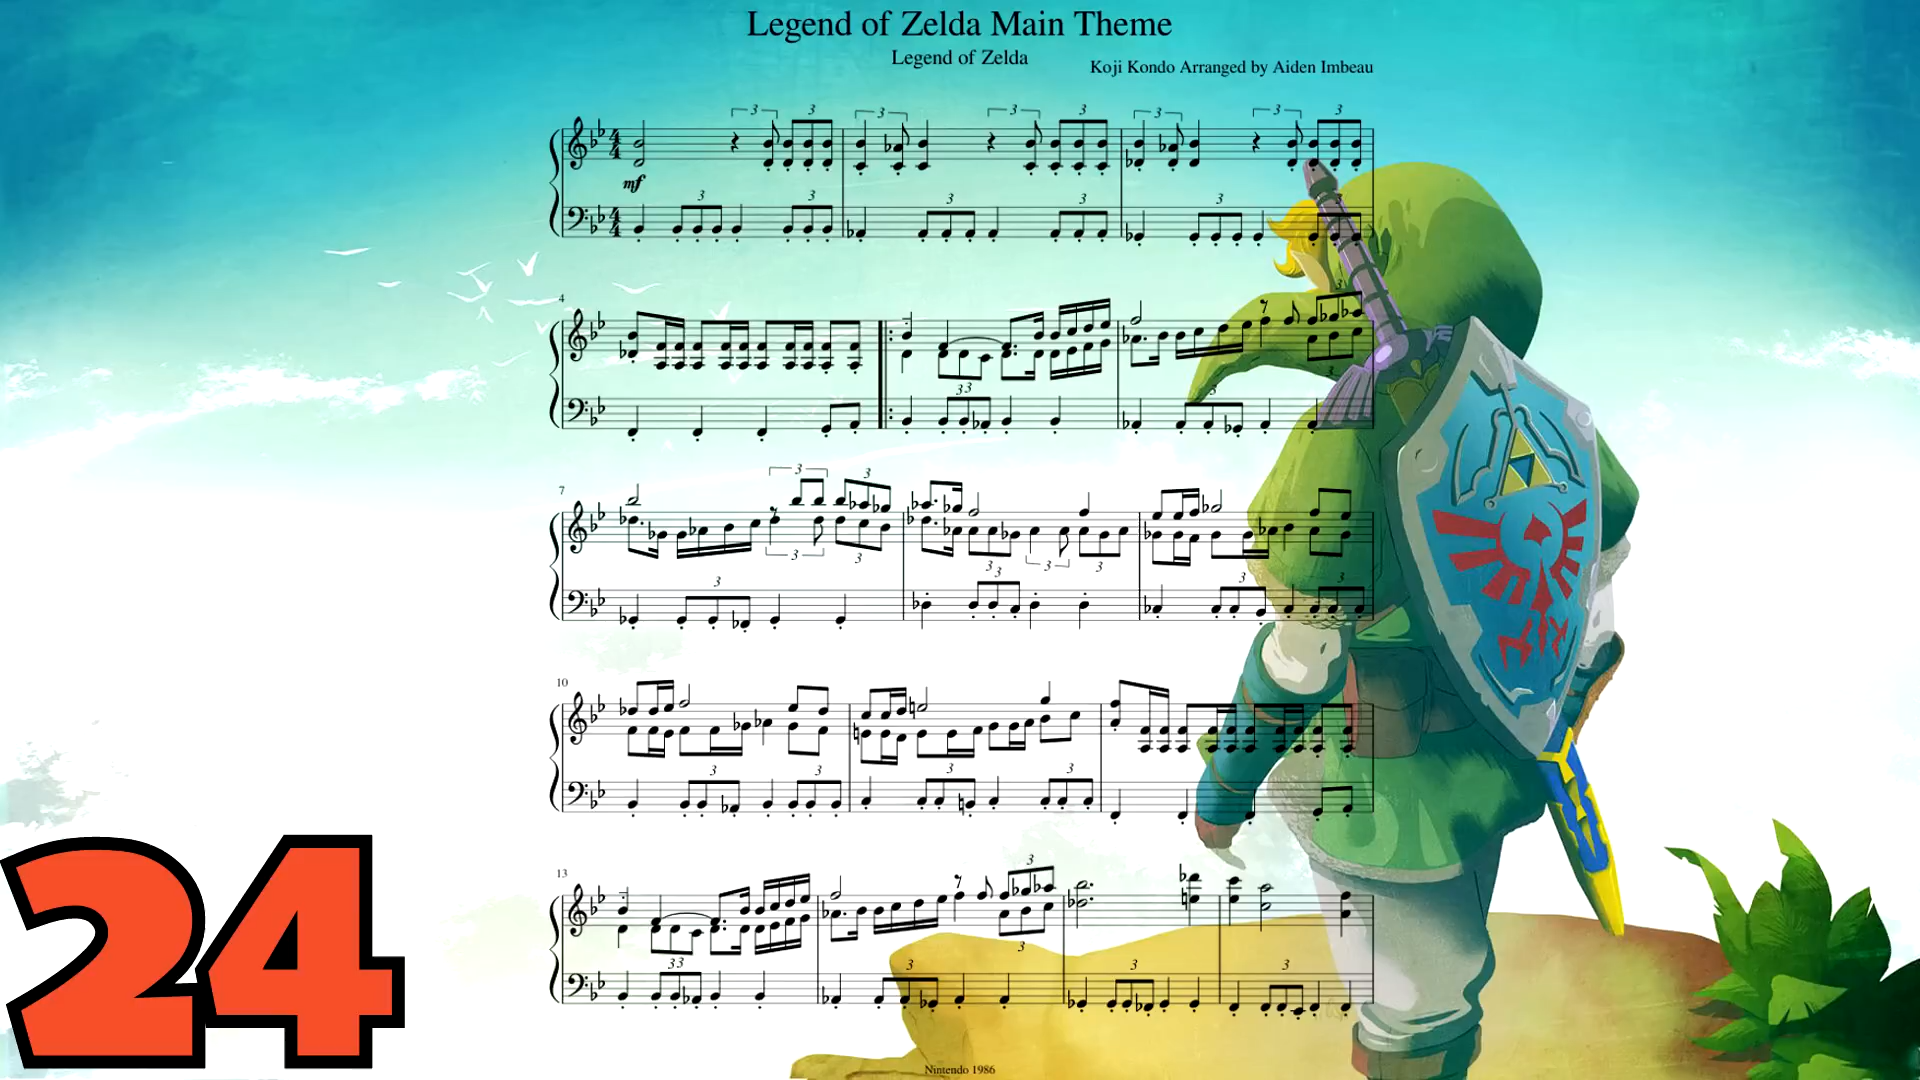 Legend of Zelda Main Theme
Legend of Zelda
Koji Kondo Arranged by Aiden Imbeau
mf
4
7
10
13
24
Nintendo 1986